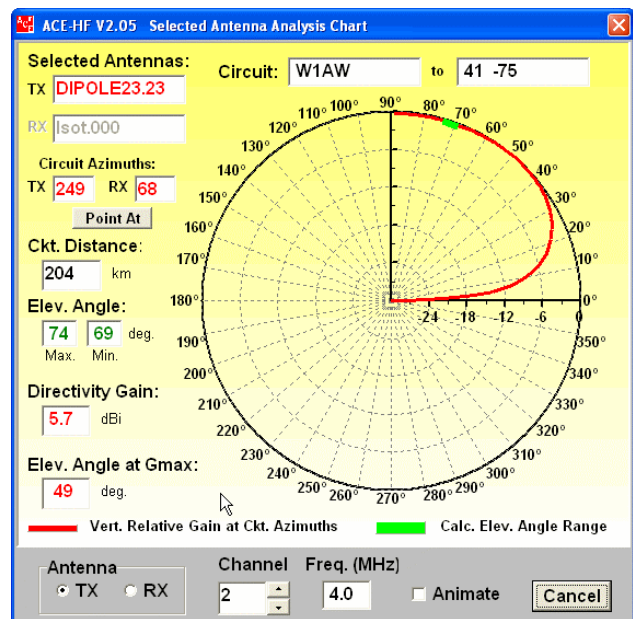 ACE-HF V2.05 Selected Antenna Analysis Chart
Selected Antennas:
TX DIPOLE23.23
RX Isot.000
Circuit: W1AW to 41 -75
Circuit Azimuths:
TX 249 RX 68
Point At
Ckt. Distance:
204 km
Elev. Angle:
74 69 deg.
Max. Min.
Directivity Gain:
5.7 dBi
Elev. Angle at Gmax:
49 deg.
90°
80°
70°
60°
50°
40°
30°
20°
10°
0°
350°
340°
330°
320°
310°
300°
290°
280°
270°
260°
250°
240°
230°
220°
210°
200°
190°
180°
170°
160°
150°
140°
130°
120°
110°
100°
-24 -18 -12 -6 0
Vert. Relative Gain at Ckt. Azimuths
Calc. Elev. Angle Range
Antenna
TX RX
Channel
2
Freq. (MHz)
4.0
Animate
Cancel